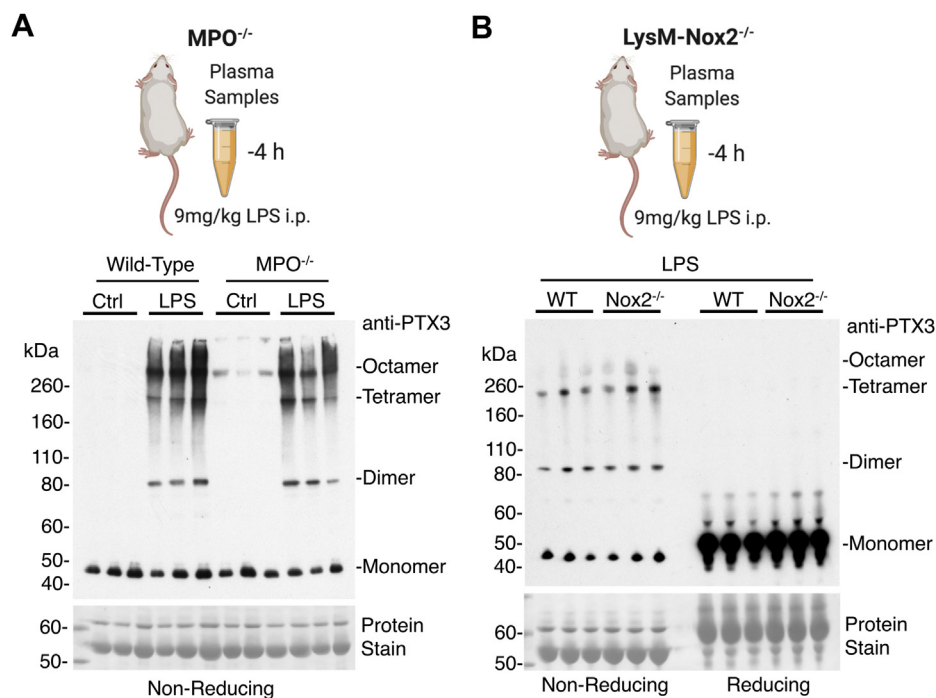 A
MPO-/-
Plasma
Samples
-4 h
9mg/kg LPS i.p.
Wild-Type MPO-/-
Ctrl LPS Ctrl LPS
anti-PTX3
kDa
-Octamer
260-
-Tetramer
160-
110-
-Dimer
80-
60-
50-
-Monomer
40-
60-
Protein
Stain
50-
Non-Reducing
B
LysM-Nox2-/-
Plasma
Samples
-4 h
9mg/kg LPS i.p.
LPS
WT Nox2-/- WT Nox2-/-
anti-PTX3
kDa
-Octamer
260-
-Tetramer
160-
110-
-Dimer
80-
60-
50-
-Monomer
40-
60-
Protein
Stain
50-
Non-Reducing Reducing